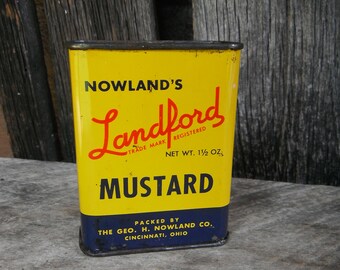 NOWLAND'S
Landford
TRADE MARK REGISTERED
NET WT. 1½ OZ.
MUSTARD
PACKED BY
THE GEO. H. NOWLAND CO.
CINCINNATI, OHIO